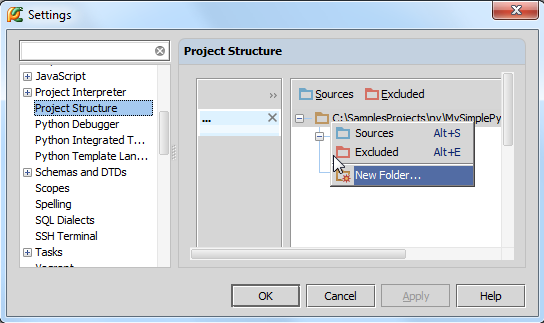 Settings
Project Structure
JavaScript
Project Interpreter
Project Structure
Python Debugger
Python Integrated T...
Python Template Lan...
Schemas and DTDs
Scopes
Spelling
SQL Dialects
SSH Terminal
Tasks
Vagrant
»
...
Sources Excluded
C:\SamplesProjects\py\MySimplePy
Sources Alt+S
Excluded Alt+E
New Folder...
OK Cancel Apply Help